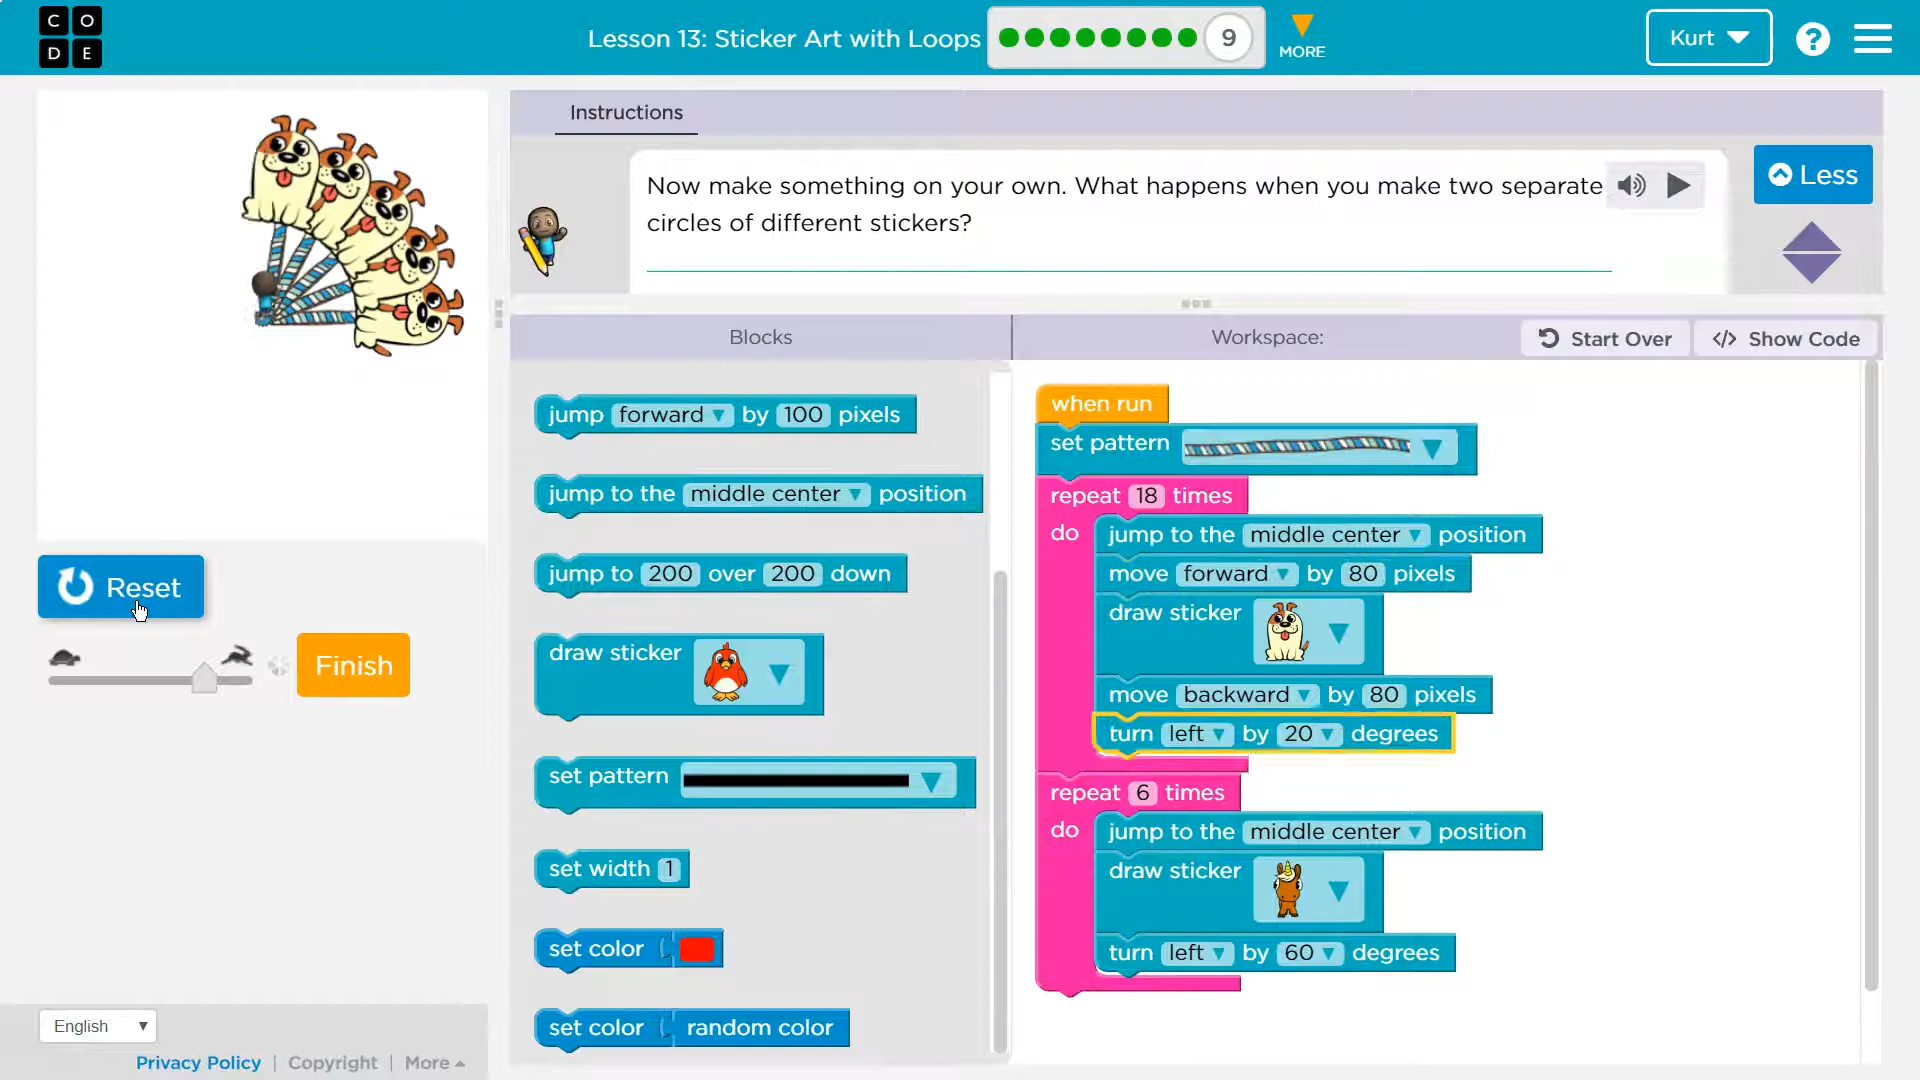 C O
D E
Lesson 13: Sticker Art with Loops
9
MORE
Kurt
?
Instructions
Now make something on your own. What happens when you make two separate
circles of different stickers?
Less
Blocks
Workspace:
Start Over
</> Show Code
jump forward by 100 pixels
jump to the middle center position
jump to 200 over 200 down
draw sticker
set pattern
set width 1
set color
set color random color
when run
set pattern
repeat 18 times
do
jump to the middle center position
move forward by 80 pixels
draw sticker
move backward by 80 pixels
turn left by 20 degrees
repeat 6 times
do
jump to the middle center position
draw sticker
turn left by 60 degrees
Reset
Finish
English
Privacy Policy | Copyright | More